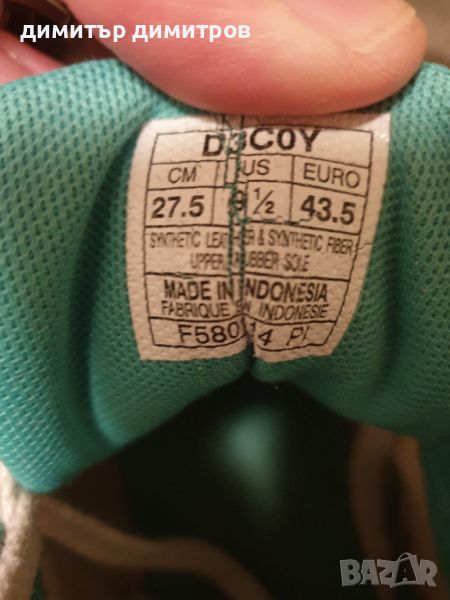 димитър димитров
D3C0Y
CM US EURO
27.5 9 ½ 43.5
SYNTHETIC LEATHER & SYNTHETIC FIBER
UPPER RUBBER SOLE
MADE IN INDONESIA
FABRIQUE EN INDONESIE
BAZAR